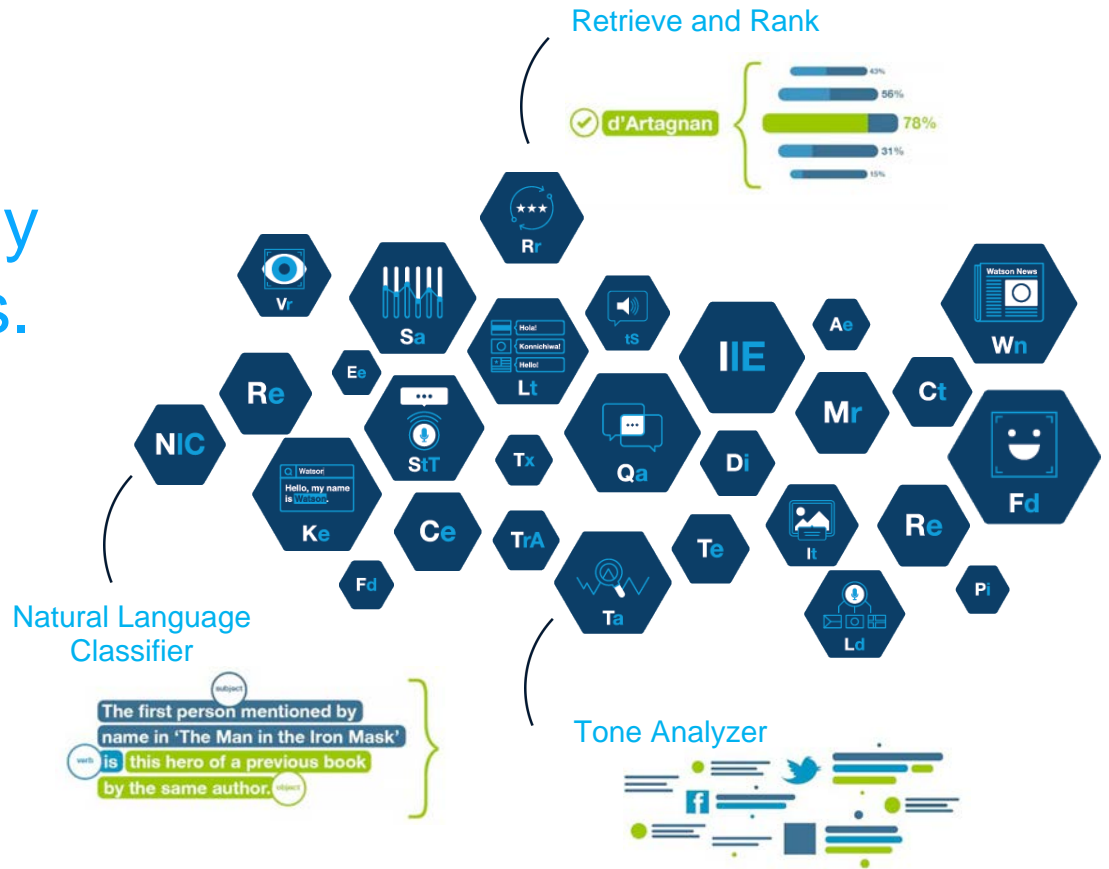 Retrieve and Rank
43%
56%
d'Artagnan
78%
31%
15%
y
s.
Rr
Vr
Sa
Hola!
Konnichiwa!
Hello!
Lt
tS
IIE
Ae
Watson News
Wn
Re
Ee
StT
Tx
Qa
Di
Mr
Ct
Fd
NIC
Watson
Hello, my name
is Watson.
Ke
Ce
TrA
Te
It
Re
Fd
Ta
Ld
Pi
Natural Language
Classifier
subject
The first person mentioned by
name in 'The Man in the Iron Mask'
verb is this hero of a previous book
by the same author. object
Tone Analyzer
f